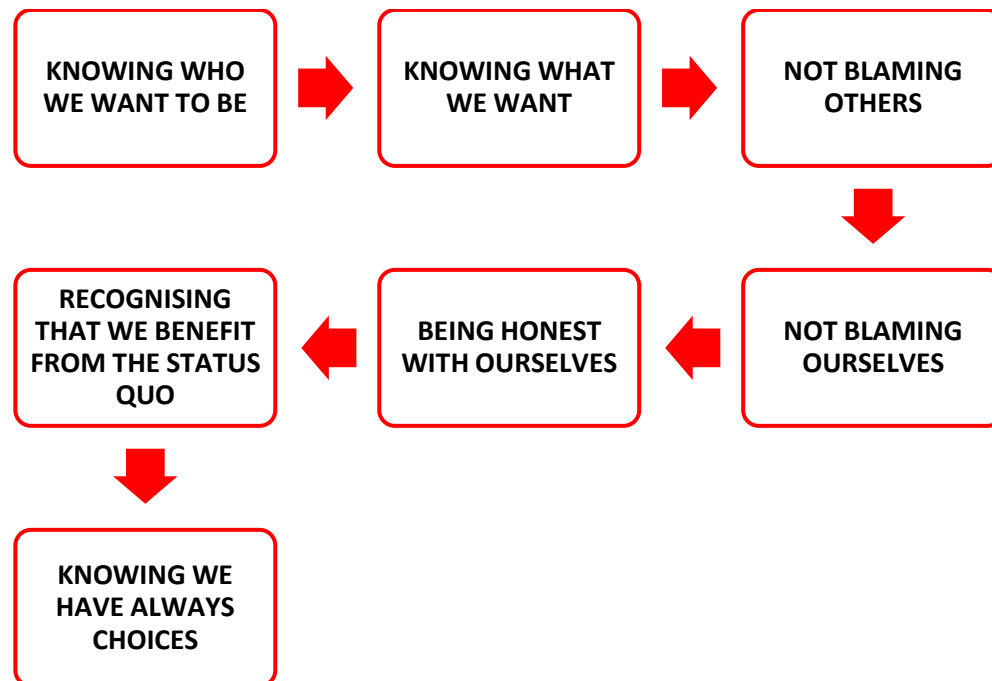 KNOWING WHO
WE WANT TO BE
KNOWING WHAT
WE WANT
NOT BLAMING
OTHERS
NOT BLAMING
OURSELVES
BEING HONEST
WITH OURSELVES
RECOGNISING
THAT WE BENEFIT
FROM THE STATUS
QUO
KNOWING WE
HAVE ALWAYS
CHOICES